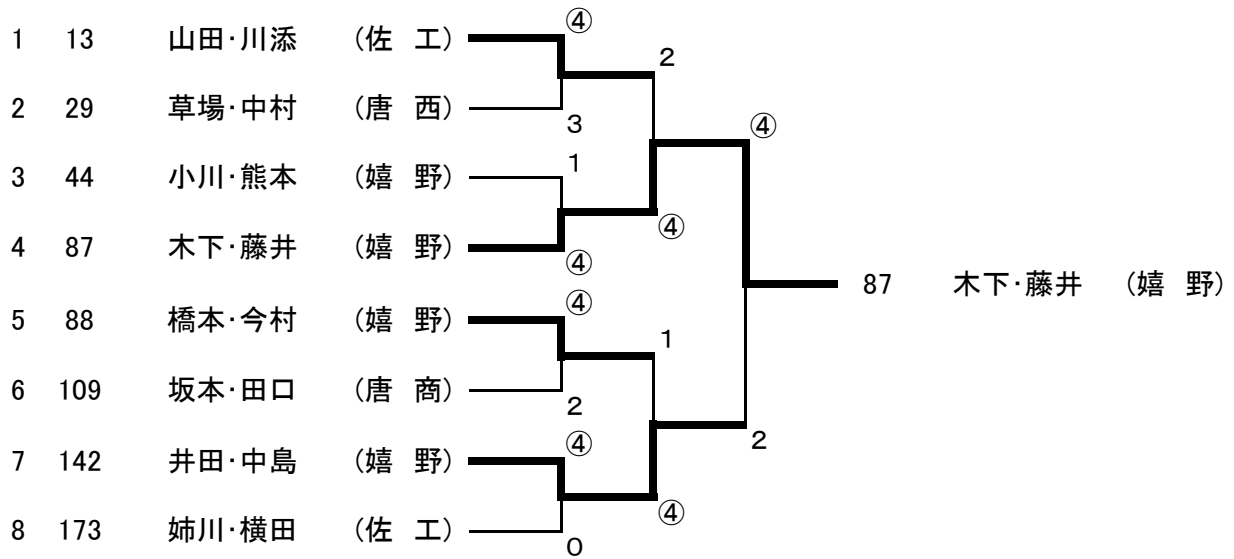 ④
1 13 山田・川添 (佐 工)
2
2 29 草場・中村 (唐 西)
3
④
1
3 44 小川・熊本 (嬉 野)
④
4 87 木下・藤井 (嬉 野)
④
87 木下・藤井 (嬉 野)
④
5 88 橋本・今村 (嬉 野)
1
6 109 坂本・田口 (唐 商)
2
2
④
7 142 井田・中島 (嬉 野)
④
8 173 姉川・横田 (佐 工)
0